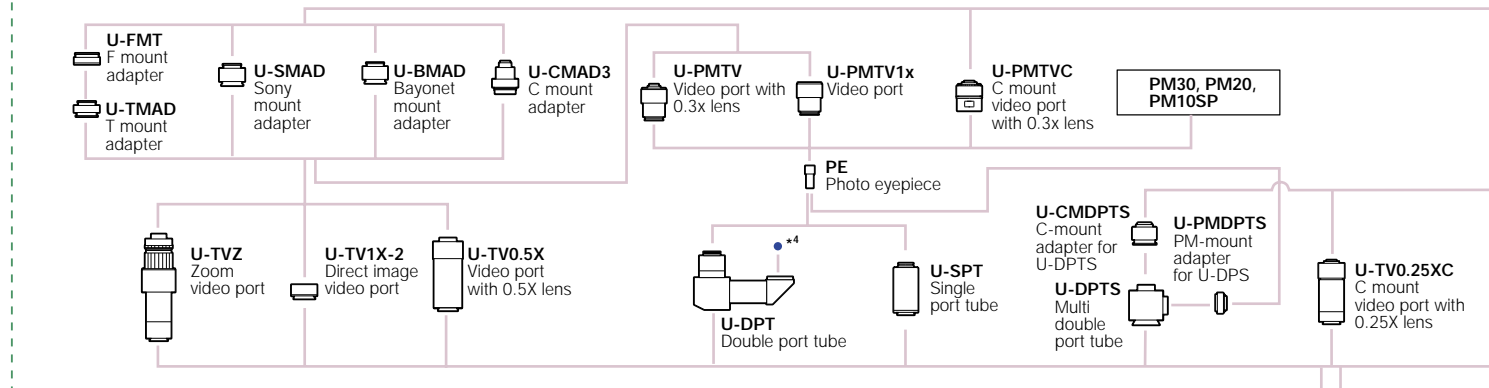 U-FMT
F mount
adapter
U-TMAD
T mount
adapter
U-SMAD
Sony
mount
adapter
U-BMAD
Bayonet
mount
adapter
U-CMAD3
C mount
adapter
U-PMTV
Video port with
0.3x lens
U-PMTV1x
Video port
U-PMTVC
C mount
video port
with 0.3x lens
PM30, PM20,
PM10SP
PE
Photo eyepiece
U-TVZ
Zoom
video port
U-TV1X-2
Direct image
video port
U-TV0.5X
Video port
with 0.5X lens
*4
U-DPT
Double port tube
U-SPT
Single
port tube
U-CMDPTS
C-mount
adapter for
U-DPTS
U-PMDPTS
PM-mount
adapter
for U-DPS
U-DPTS
Multi
double
port tube
U-TV0.25XC
C mount
video port with
0.25X lens